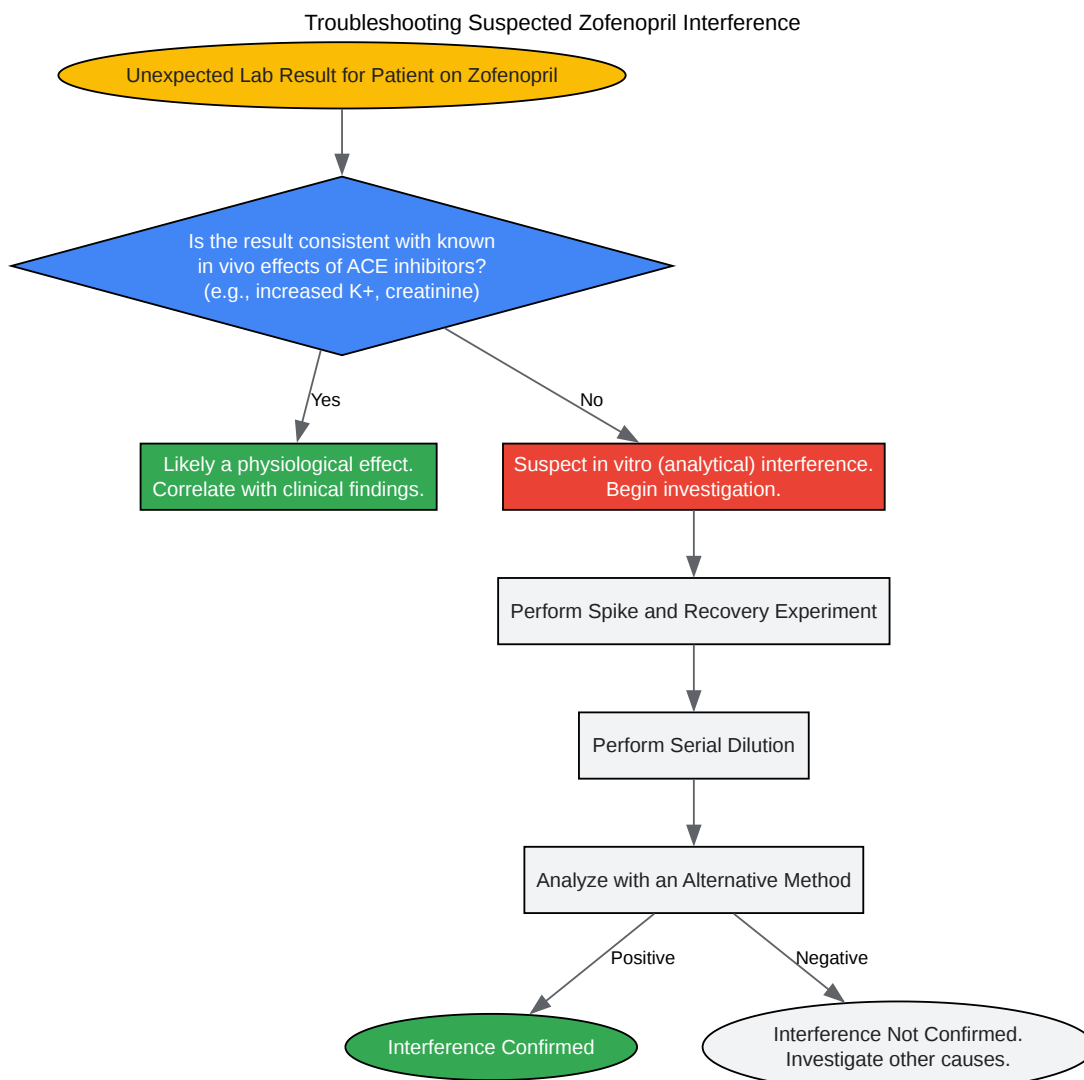 Troubleshooting Suspected Zofenopril Interference
Unexpected Lab Result for Patient on Zofenopril
Is the result consistent with known
in vivo effects of ACE inhibitors?
(e.g., increased K+, creatinine)
Yes
No
Likely a physiological effect.
Correlate with clinical findings.
Suspect in vitro (analytical) interference.
Begin investigation.
Perform Spike and Recovery Experiment
Perform Serial Dilution
Analyze with an Alternative Method
Positive
Negative
Interference Confirmed
Interference Not Confirmed.
Investigate other causes.